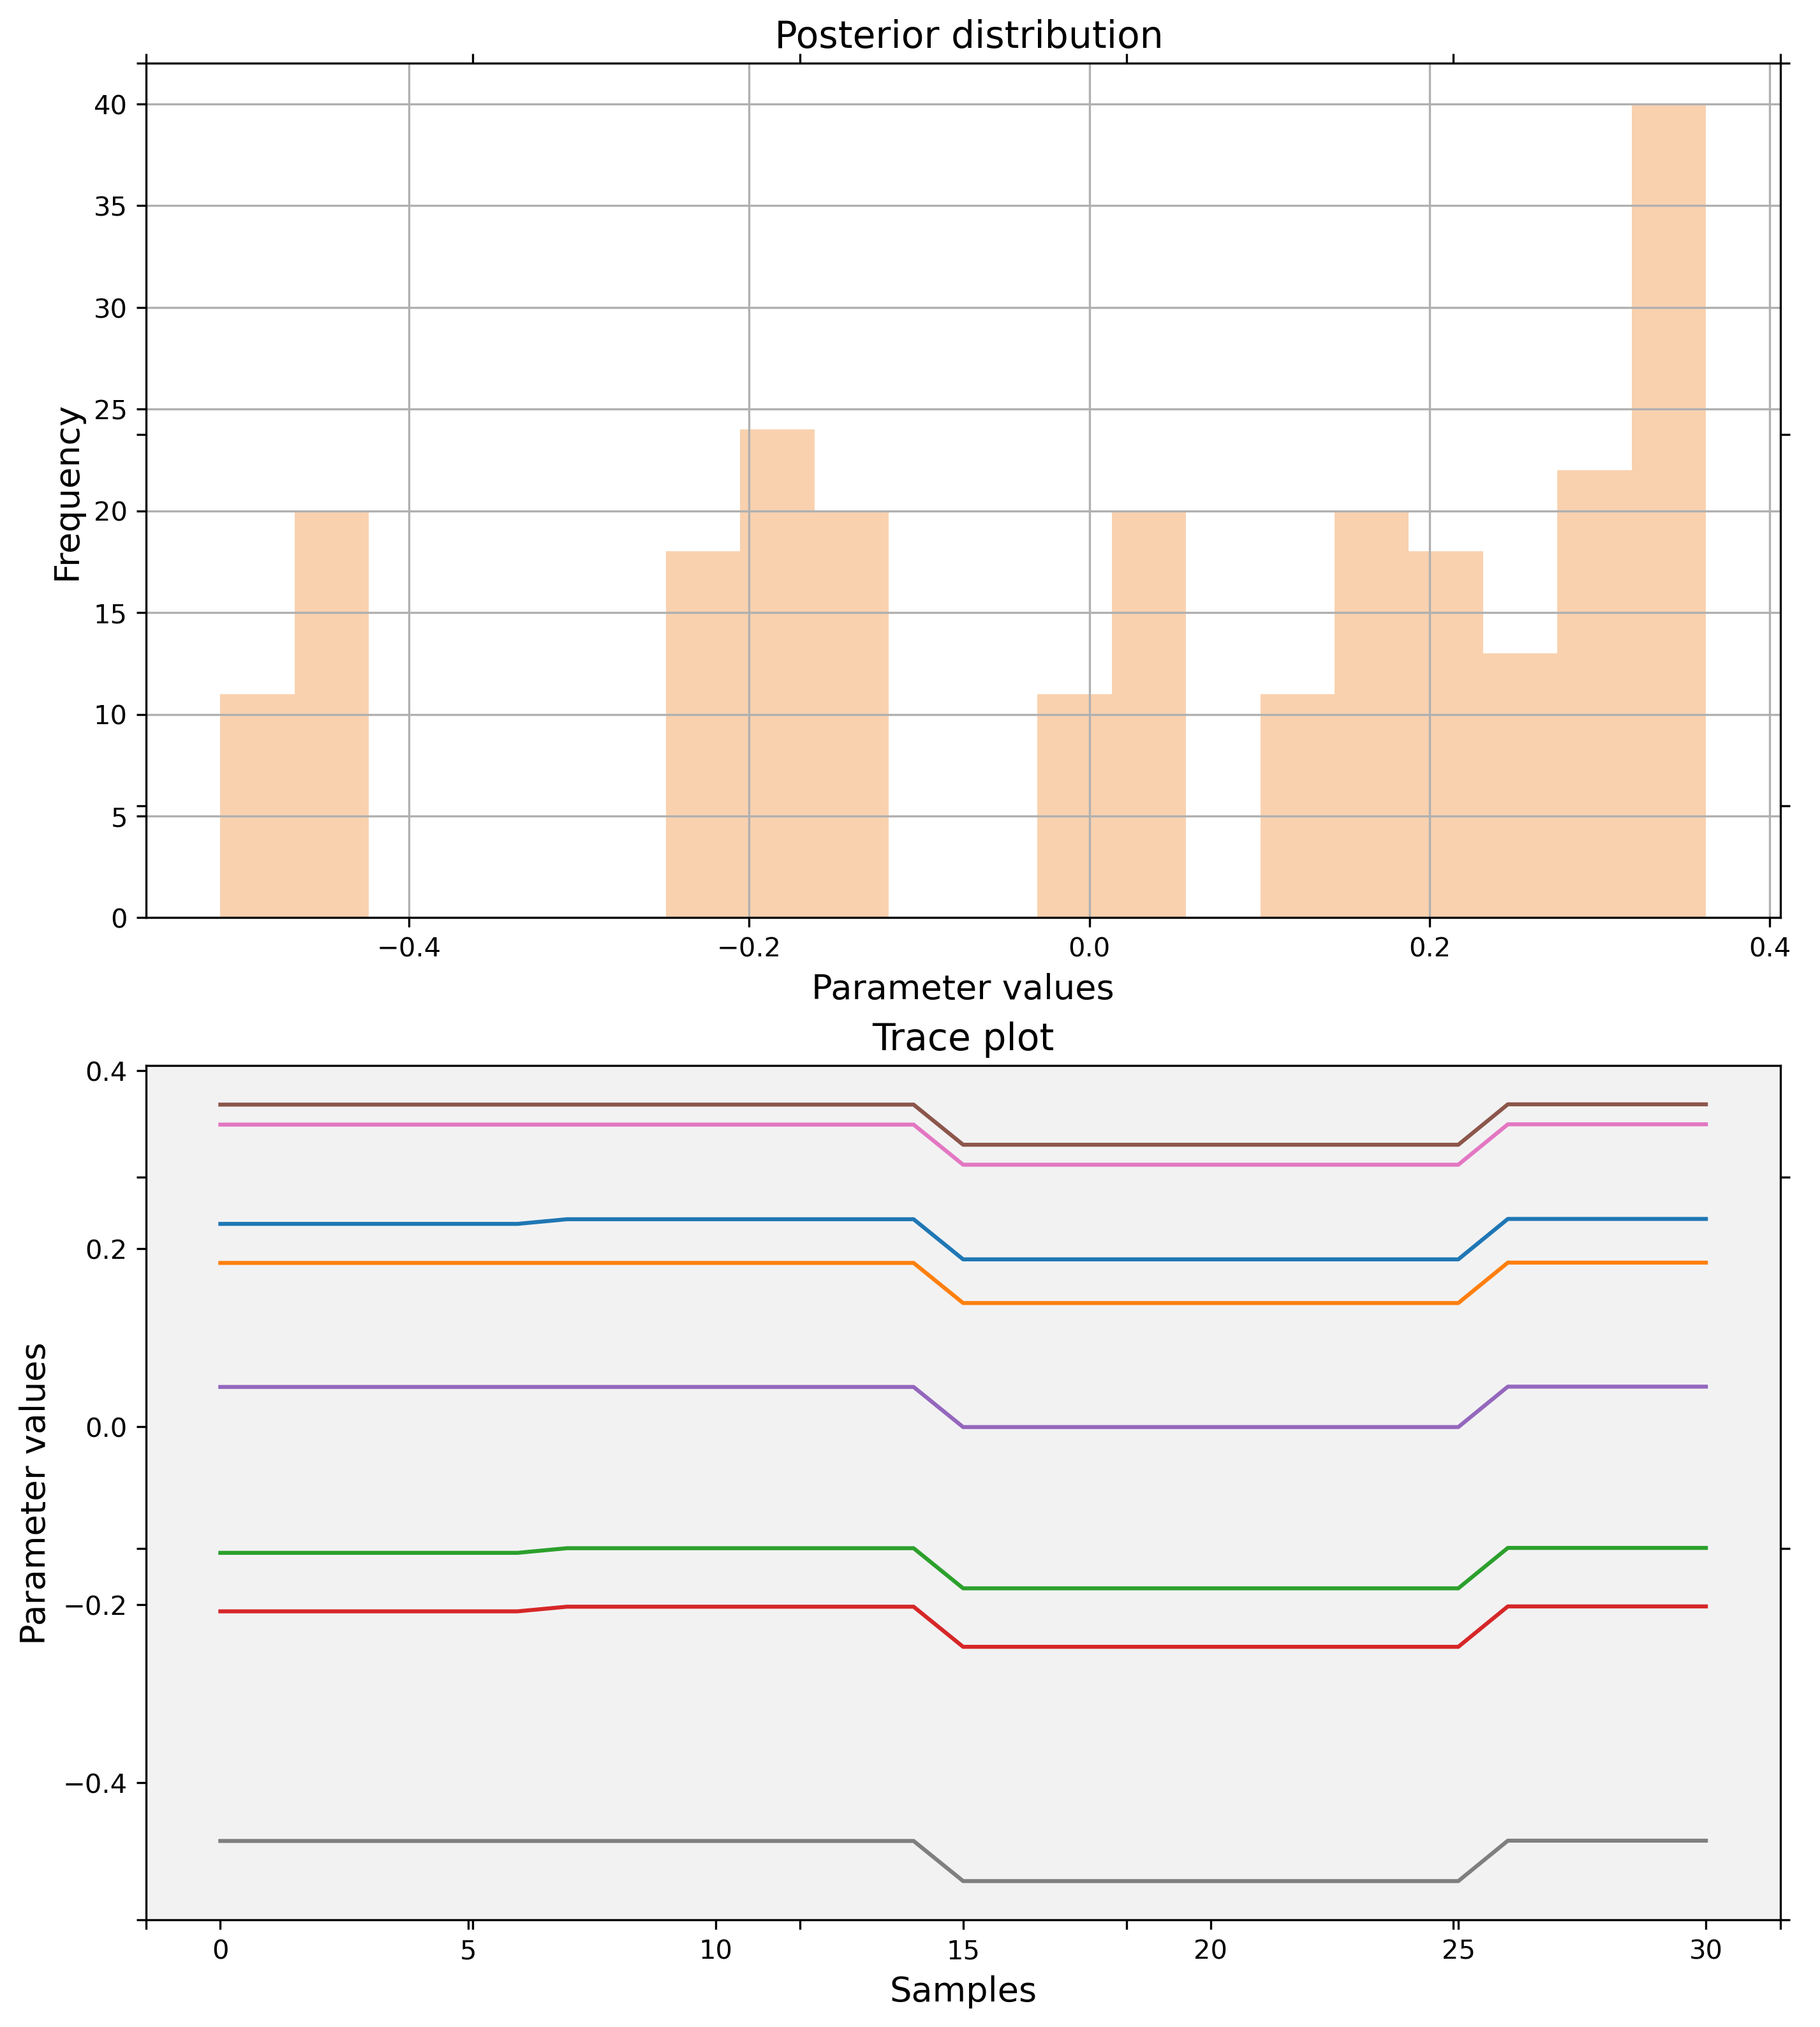 Posterior distribution
40
35
30
25
20
15
10
5
0
Frequency
−0.4 −0.2 0.0 0.2 0.4
Parameter values
Trace plot
0.4
0.2
0.0
−0.2
−0.4
Parameter values
0 5 10 15 20 25 30
Samples